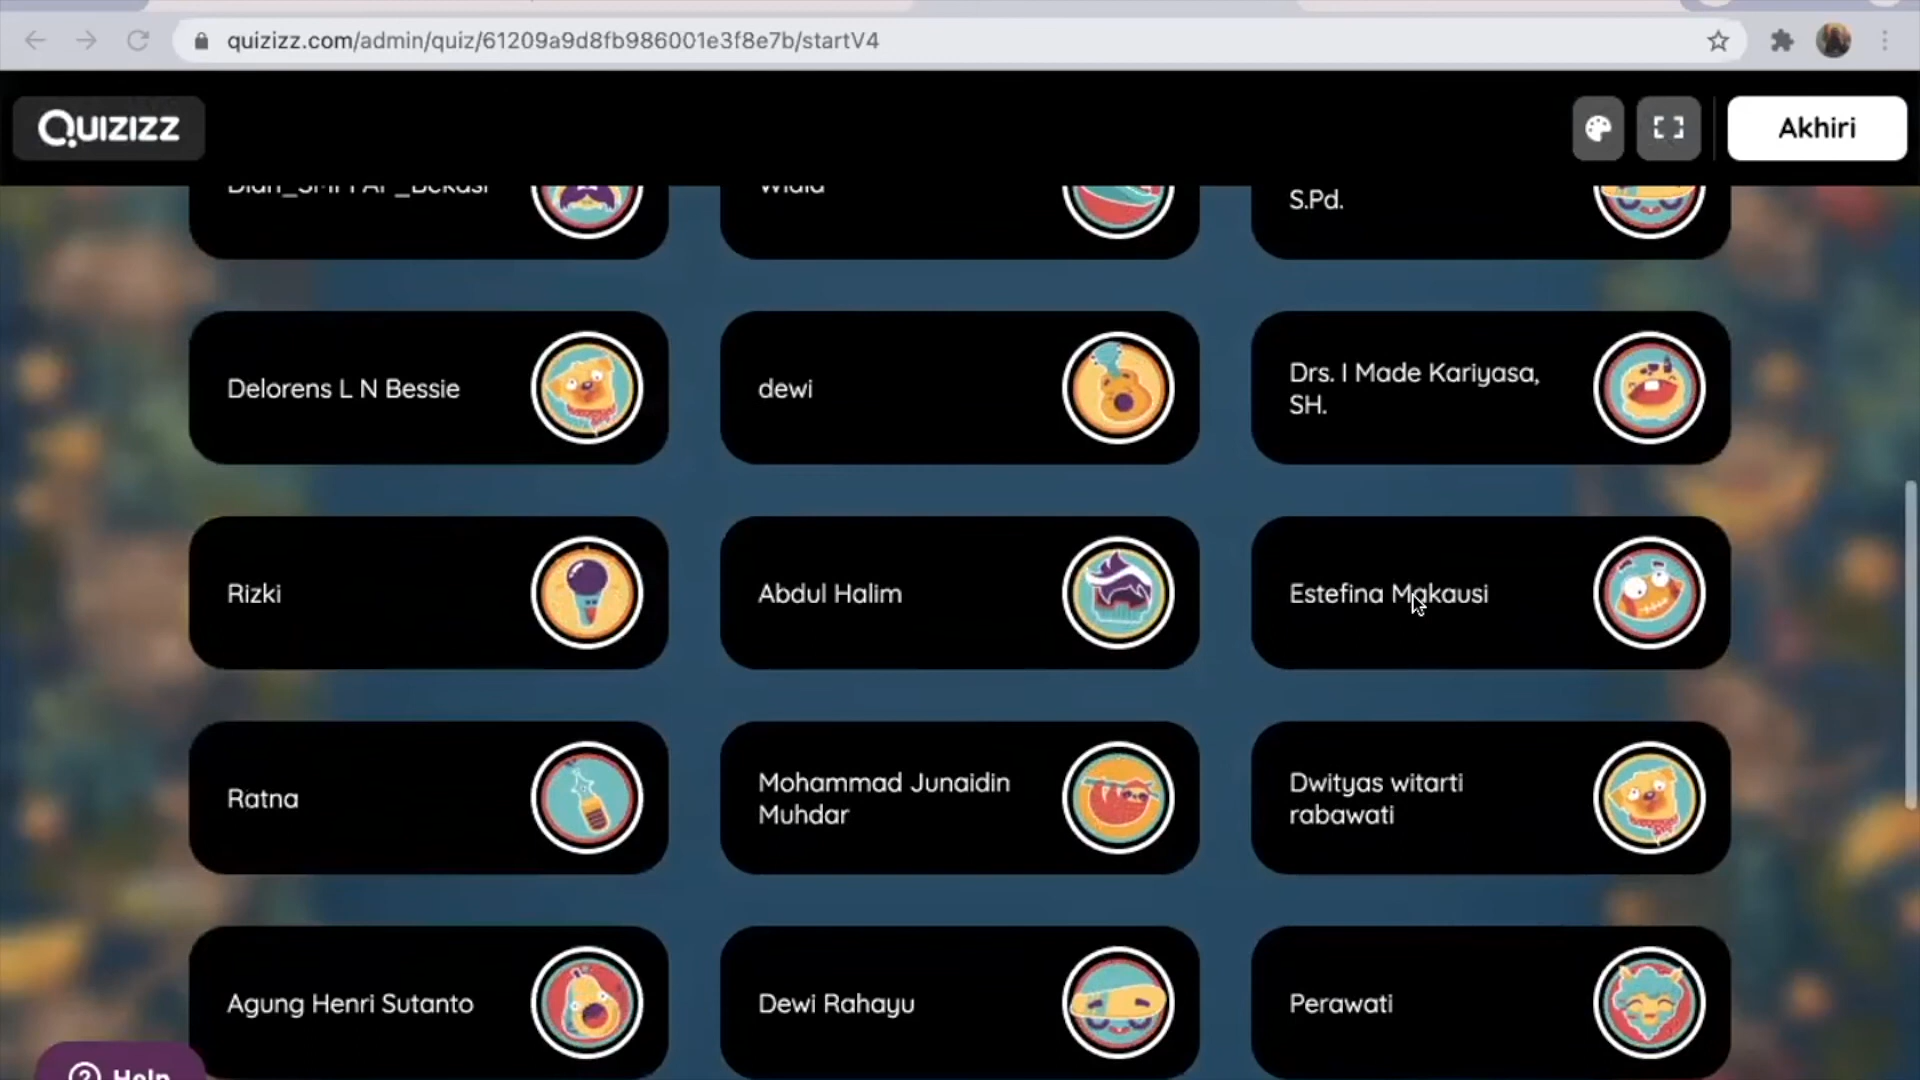 quizizz.com/admin/quiz/61209a9d8fb986001e3f8e7b/startV4
QUIZIZZ
Akhiri
S.Pd.
Delorens L N Bessie
dewi
Drs. I Made Kariyasa,
SH.
Rizki
Abdul Halim
Estefina Makausi
Ratna
Mohammad Junaidin
Muhdar
Dwityas witarti
rabawati
Agung Henri Sutanto
Dewi Rahayu
Perawati
Help